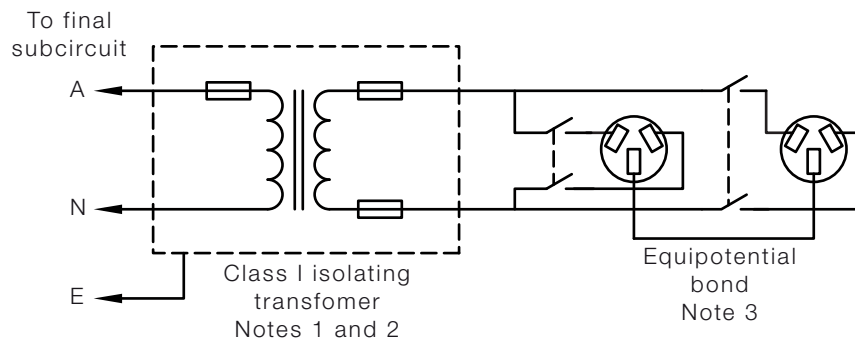 To final
subcircuit
A
N
E
Class I isolating
transfomer
Notes 1 and 2
Equipotential
bond
Note 3